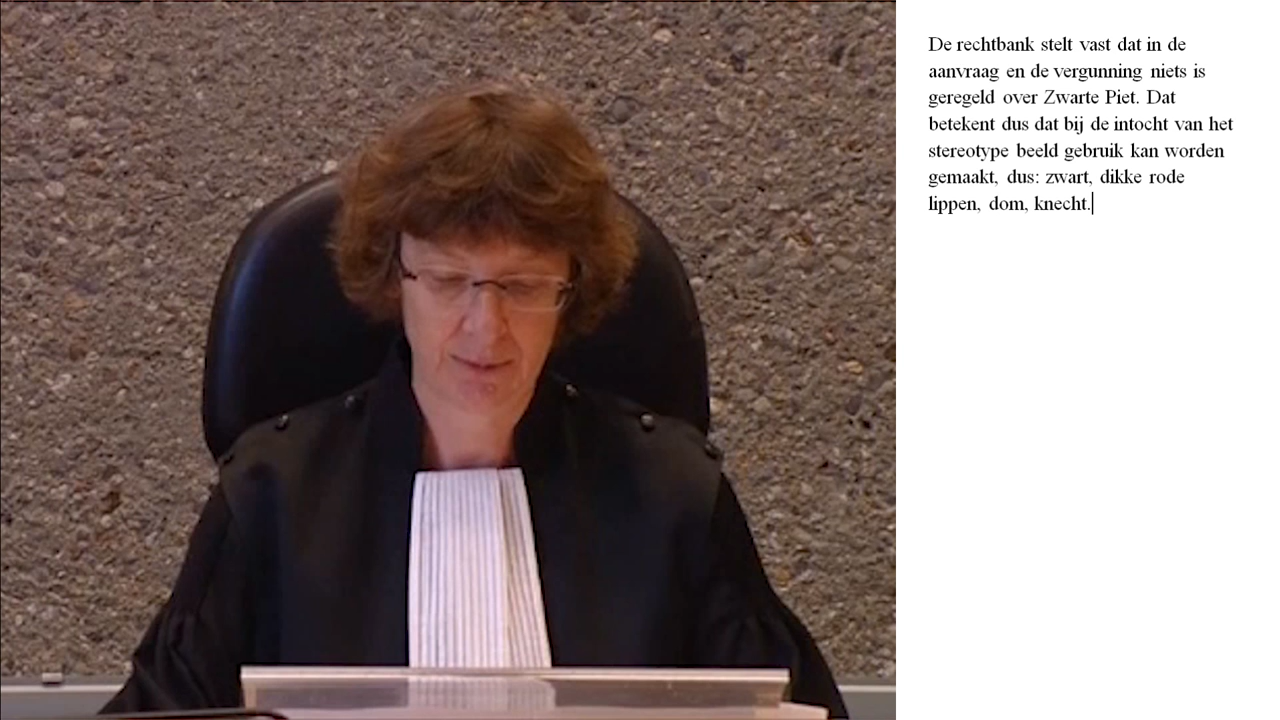 De rechtbank stelt vast dat in de
aanvraag en de vergunning niets is
geregeld over Zwarte Piet. Dat
betekent dus dat bij de intocht van het
stereotype beeld gebruik kan worden
gemaakt, dus: zwart, dikke rode
lippen, dom, knecht.